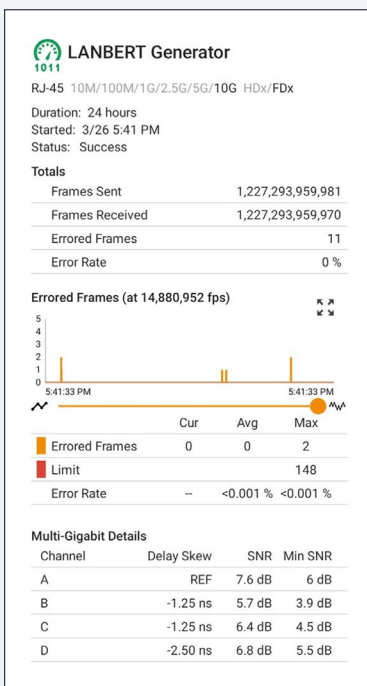 LANBERT Generator
1011
RJ-45 10M/100M/1G/2.5G/5G/10G HDx/FDx
Duration: 24 hours
Started: 3/26 5:41 PM
Status: Success
Totals
Frames Sent 1,227,293,959,981
Frames Received 1,227,293,959,970
Errored Frames 11
Error Rate 0 %
Errored Frames (at 14,880,952 fps)
5
4
3
2
1
0
5:41:33 PM 5:41:33 PM
Cur Avg Max
Errored Frames 0 0 2
Limit 148
Error Rate -- <0.001 % <0.001 %
Multi-Gigabit Details
Channel Delay Skew SNR Min SNR
A REF 7.6 dB 6 dB
B -1.25 ns 5.7 dB 3.9 dB
C -1.25 ns 6.4 dB 4.5 dB
D -2.50 ns 6.8 dB 5.5 dB